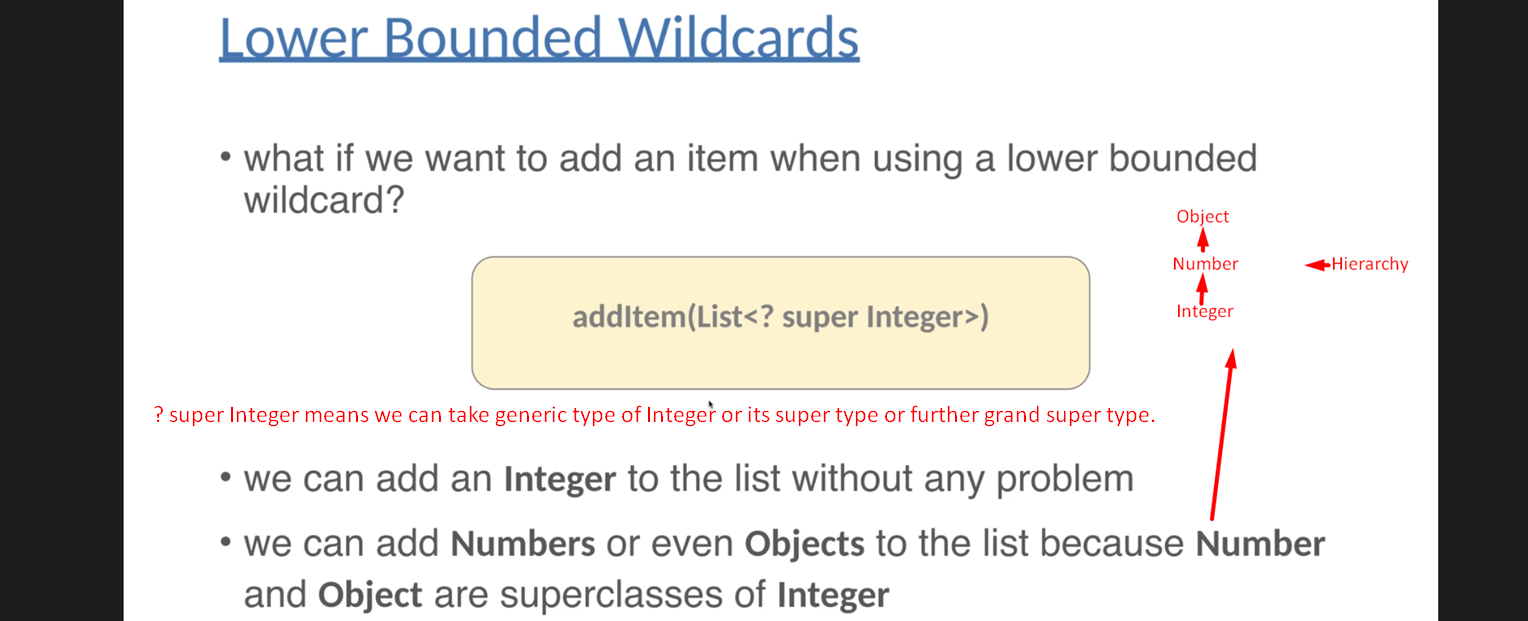 Lower Bounded Wildcards
• what if we want to add an item when using a lower bounded
wildcard?
Object
Number
Hierarchy
Integer
addItem(List<? super Integer>)
? super Integer means we can take generic type of Integer or its super type or further grand super type.
• we can add an Integer to the list without any problem
• we can add Numbers or even Objects to the list because Number
and Object are superclasses of Integer